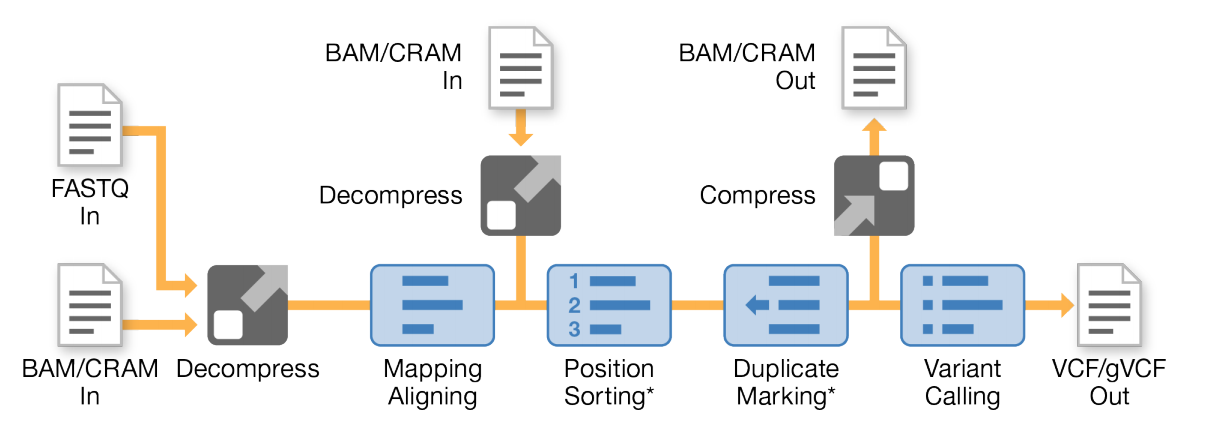 BAM/CRAM
In
BAM/CRAM
Out
FASTQ
In
Decompress
Compress
1
2
3
BAM/CRAM
In
Decompress
Mapping
Aligning
Position
Sorting*
Duplicate
Marking*
Variant
Calling
VCF/gVCF
Out